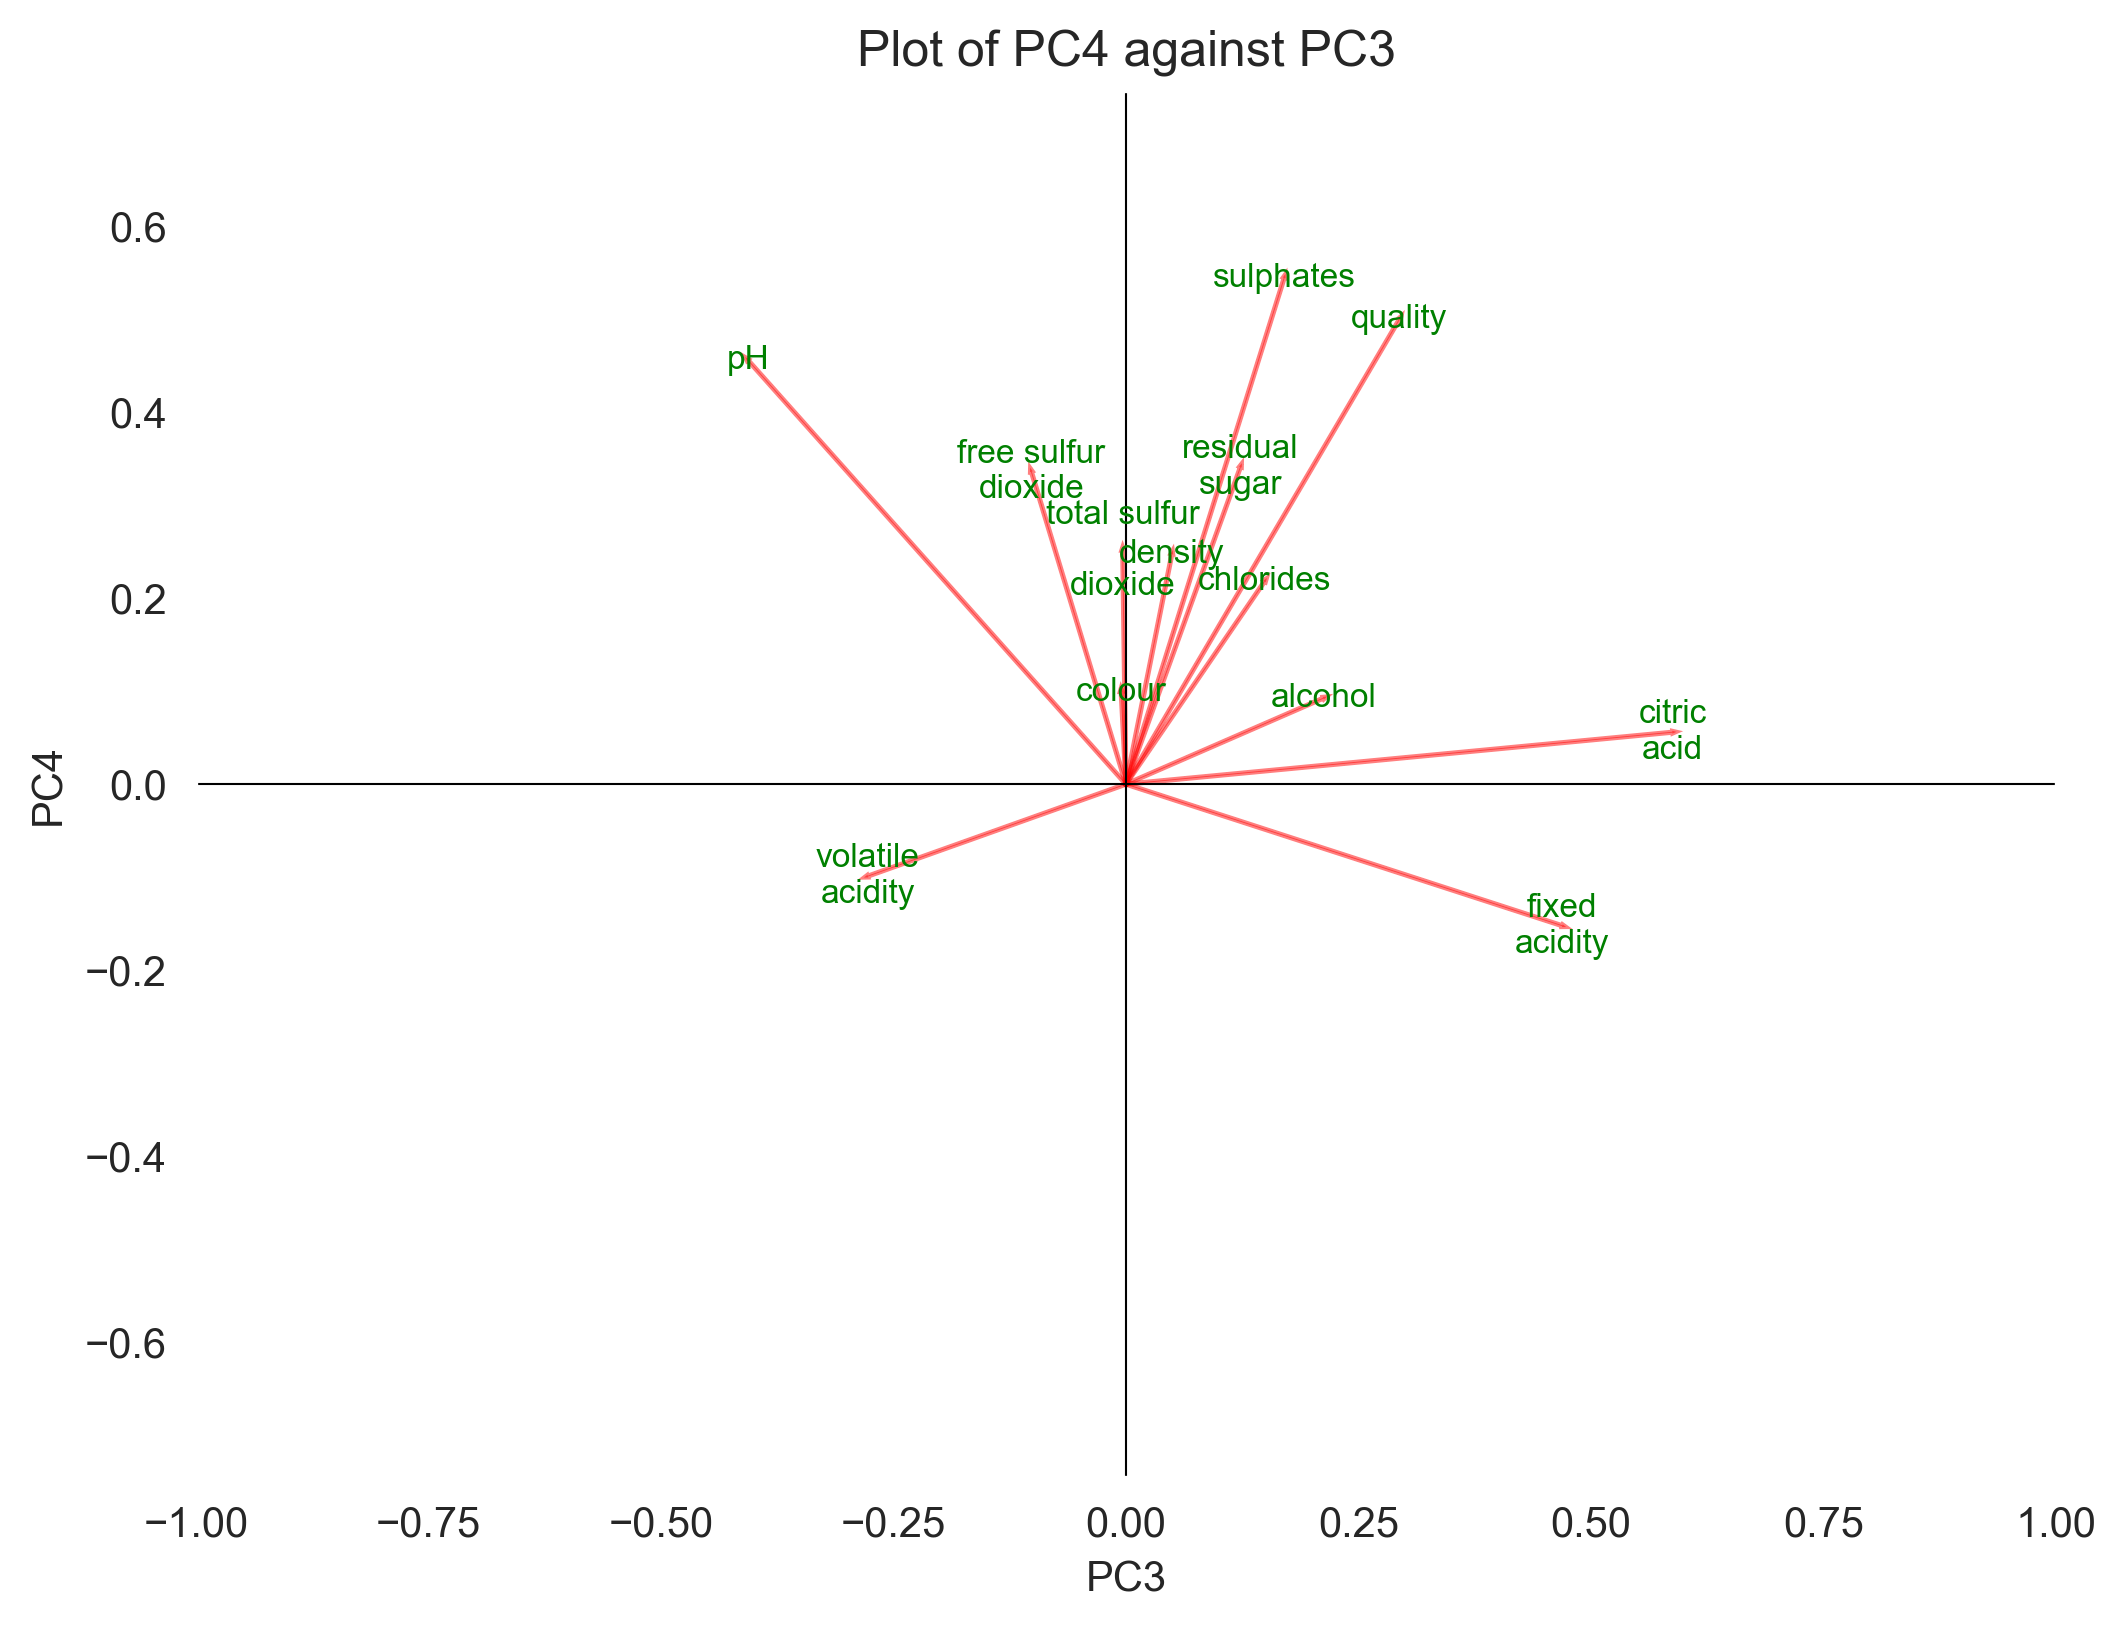 Plot of PC4 against PC3
0.6
0.4
0.2
0.0
−0.2
−0.4
−0.6
PC4
sulphates
quality
pH
free sulfur
dioxide
residual
sugar
total sulfur
dioxide
density
chlorides
colour
alcohol
citric
acid
volatile
acidity
fixed
acidity
−1.00
−0.75
−0.50
−0.25
0.00
0.25
0.50
0.75
1.00
PC3